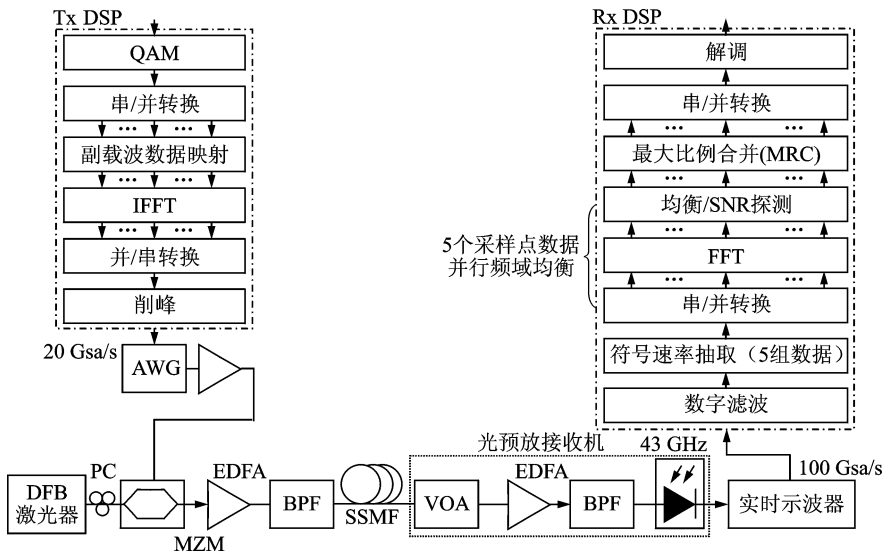 Tx DSP
QAM
串/并转换
副载波数据映射
IFFT
并/串转换
削峰
20 Gsa/s
AWG
Rx DSP
解调
串/并转换
最大比例合并(MRC)
均衡/SNR探测
FFT
串/并转换
5个采样点数据
并行频域均衡
符号速率抽取（5组数据）
数字滤波
光预放接收机
43 GHz
100 Gsa/s
DFB
激光器
PC
MZM
EDFA
BPF
SSMF
VOA
EDFA
BPF
实时示波器